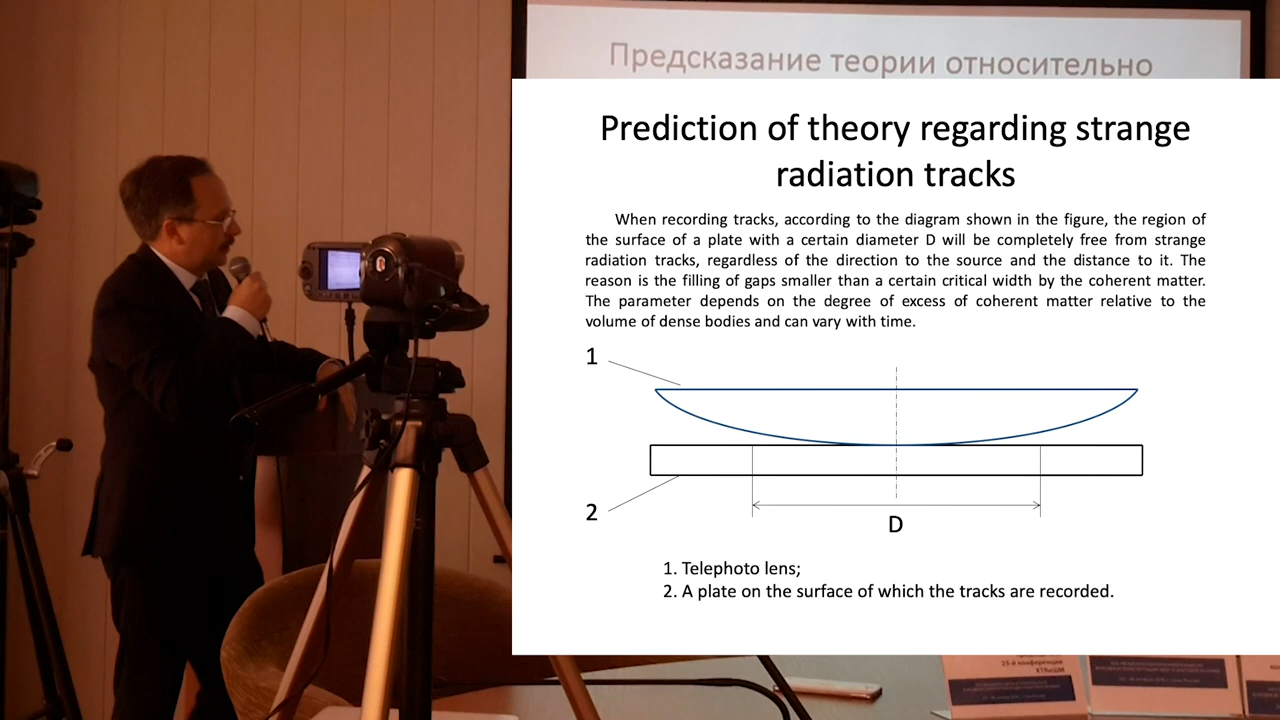 Предсказание теории относительно
Prediction of theory regarding strange
radiation tracks
When recording tracks, according to the diagram shown in the figure, the region of
the surface of a plate with a certain diameter D will be completely free from strange
radiation tracks, regardless of the direction to the source and the distance to it. The
reason is the filling of gaps smaller than a certain critical width by the coherent matter.
The parameter depends on the degree of excess of coherent matter relative to the
volume of dense bodies and can vary with time.
1
2
D
1. Telephoto lens;
2. A plate on the surface of which the tracks are recorded.
25-й конференции